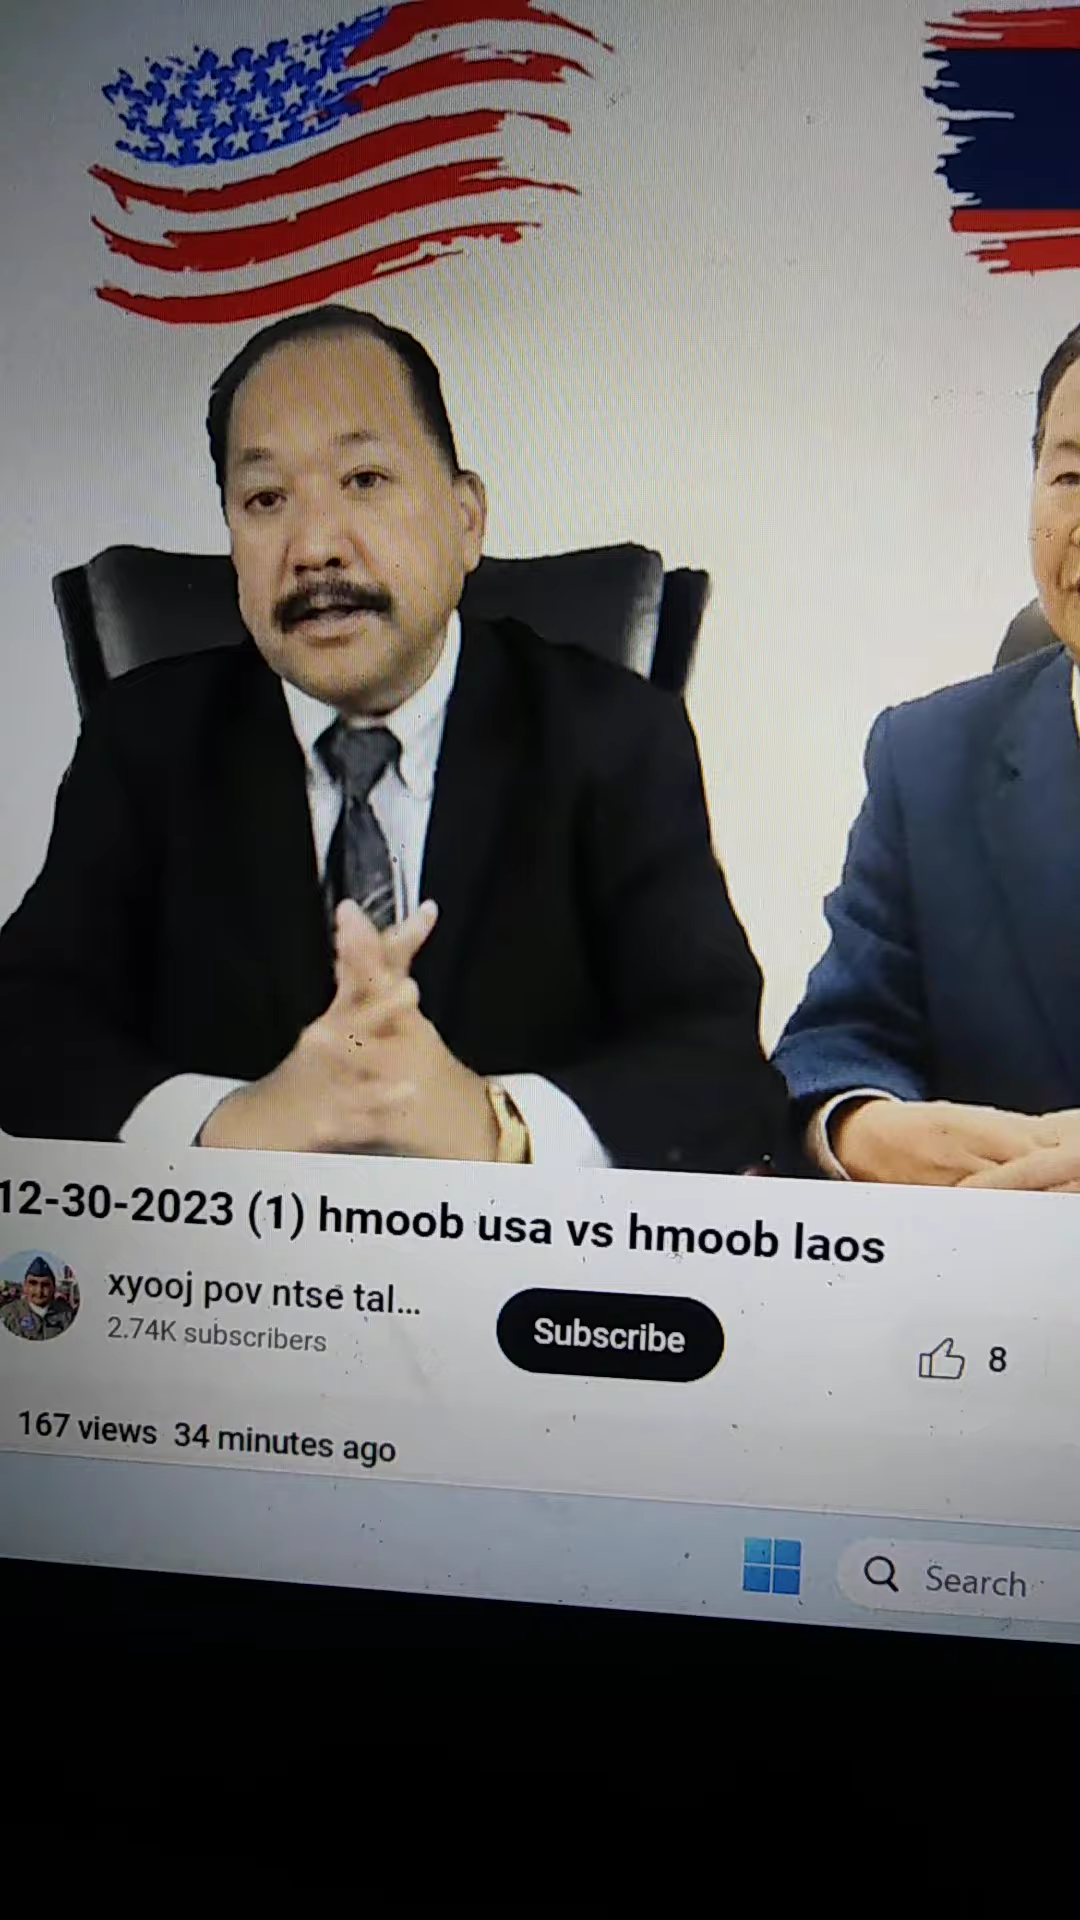 12-30-2023 (1) hmoob usa vs hmoob laos
xyooj pov ntse tal...
2.74K subscribers
Subscribe
8
167 views 34 minutes ago
Search